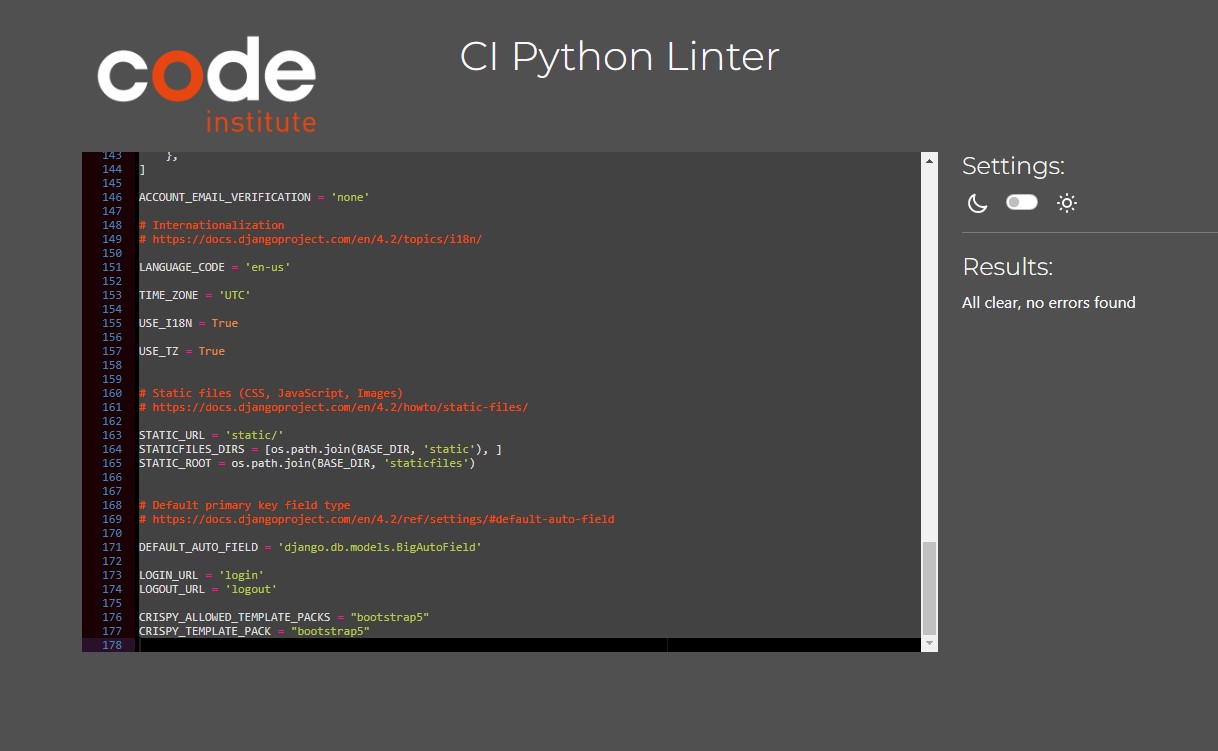 code
institute
CI Python Linter
143     },
144 ]
145
146 ACCOUNT_EMAIL_VERIFICATION = 'none'
147
148 # Internationalization
149 # https://docs.djangoproject.com/en/4.2/topics/i18n/
150
151 LANGUAGE_CODE = 'en-us'
152
153 TIME_ZONE = 'UTC'
154
155 USE_I18N = True
156
157 USE_TZ = True
158
159
160 # Static files (CSS, JavaScript, Images)
161 # https://docs.djangoproject.com/en/4.2/howto/static-files/
162
163 STATIC_URL = 'static/'
164 STATICFILES_DIRS = [os.path.join(BASE_DIR, 'static'), ]
165 STATIC_ROOT = os.path.join(BASE_DIR, 'staticfiles')
166
167
168 # Default primary key field type
169 # https://docs.djangoproject.com/en/4.2/ref/settings/#default-auto-field
170
171 DEFAULT_AUTO_FIELD = 'django.db.models.BigAutoField'
172
173 LOGIN_URL = 'login'
174 LOGOUT_URL = 'logout'
175
176 CRISPY_ALLOWED_TEMPLATE_PACKS = "bootstrap5"
177 CRISPY_TEMPLATE_PACK = "bootstrap5"
178
Settings:
Results:
All clear, no errors found